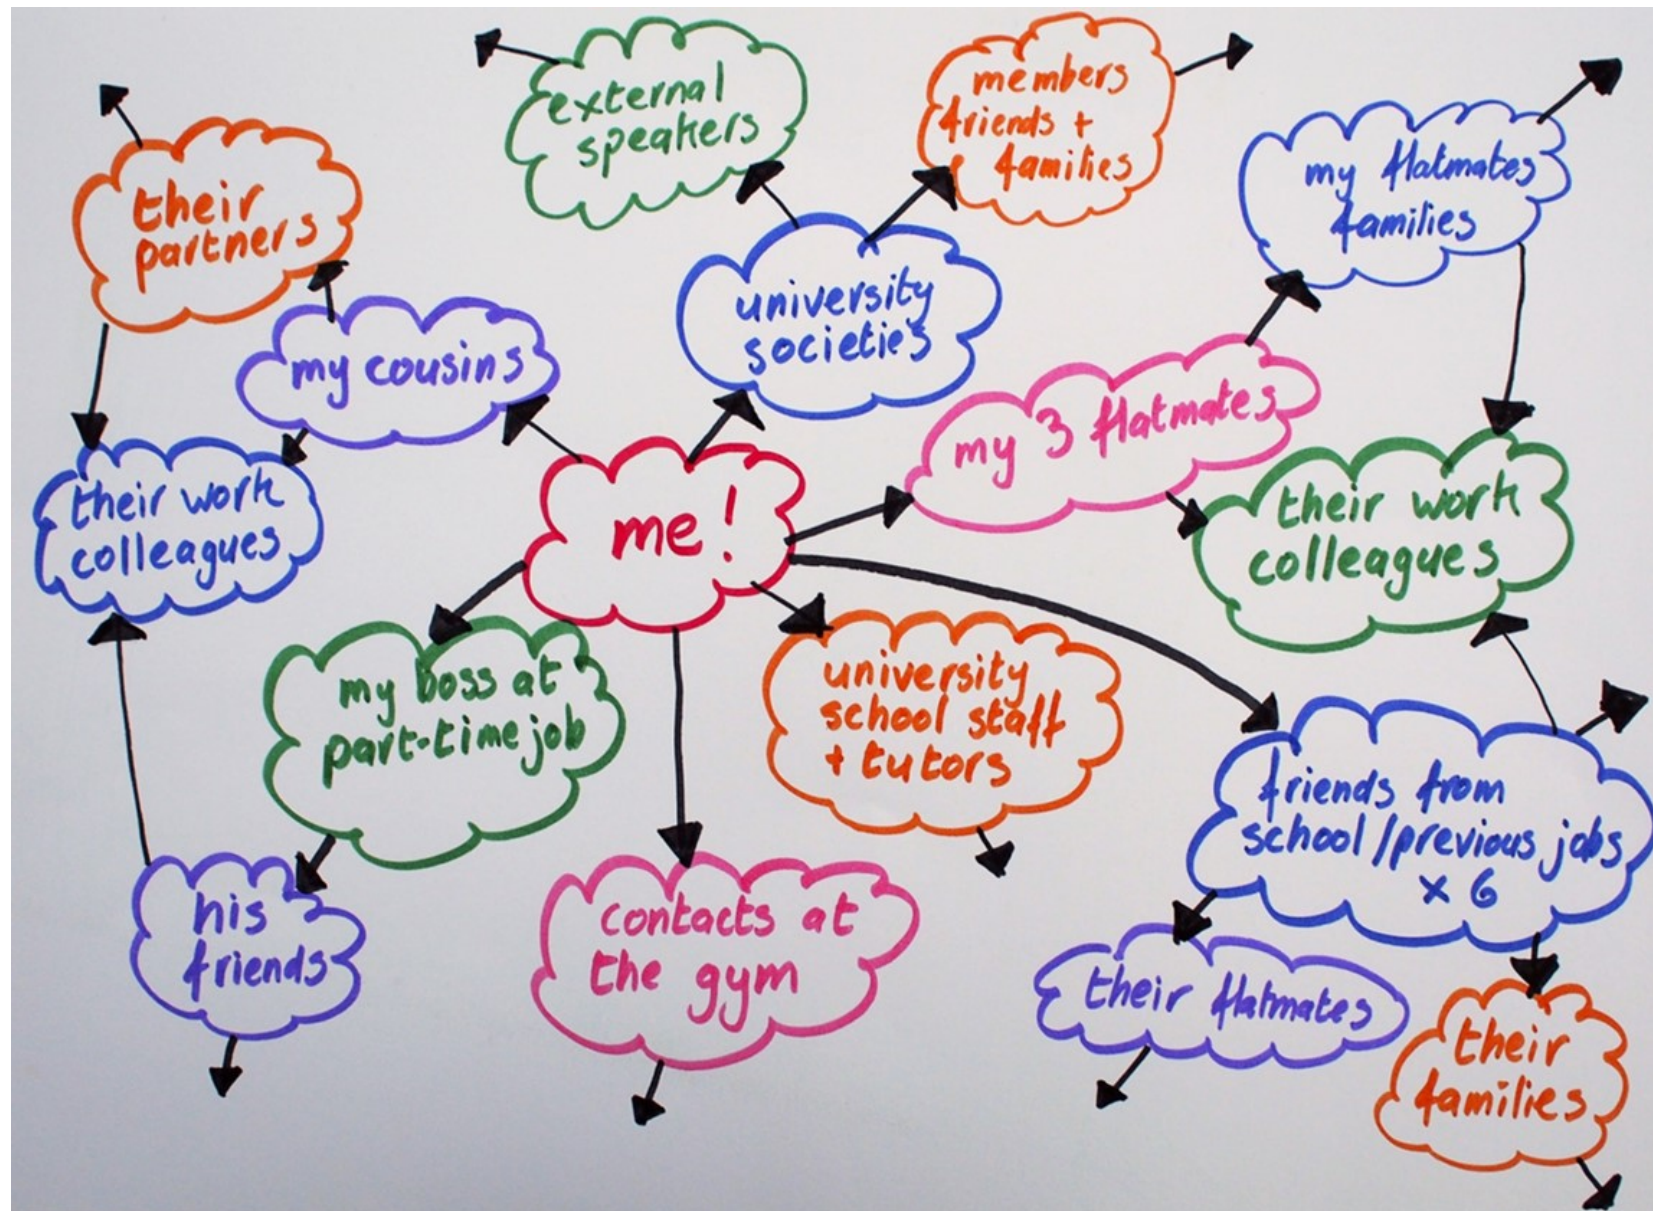 external
speakers
members
friends +
families
my flatmates
families
their
partners
university
societies
my cousins
my 3 flatmates
their work
colleagues
me!
their work
colleagues
my boss at
part-time job
university
school staff
+ tutors
friends from
school/previous jobs
x 6
his
friends
contacts at
the gym
their flatmates
their
families